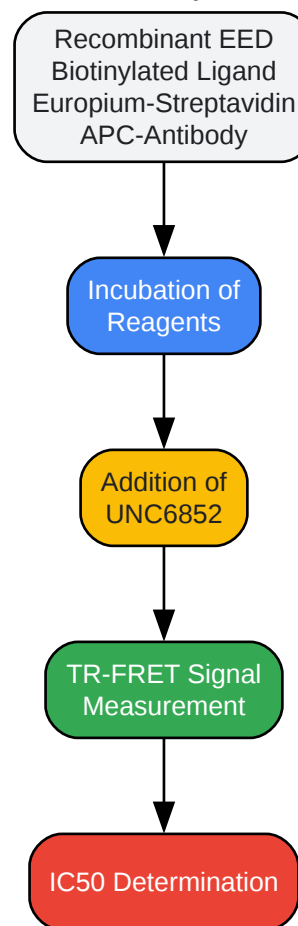 Recombinant EED
Biotinylated Ligand
Europium-Streptavidin
APC-Antibody
Incubation of
Reagents
Addition of
UNC6852
TR-FRET Signal
Measurement
IC50 Determination